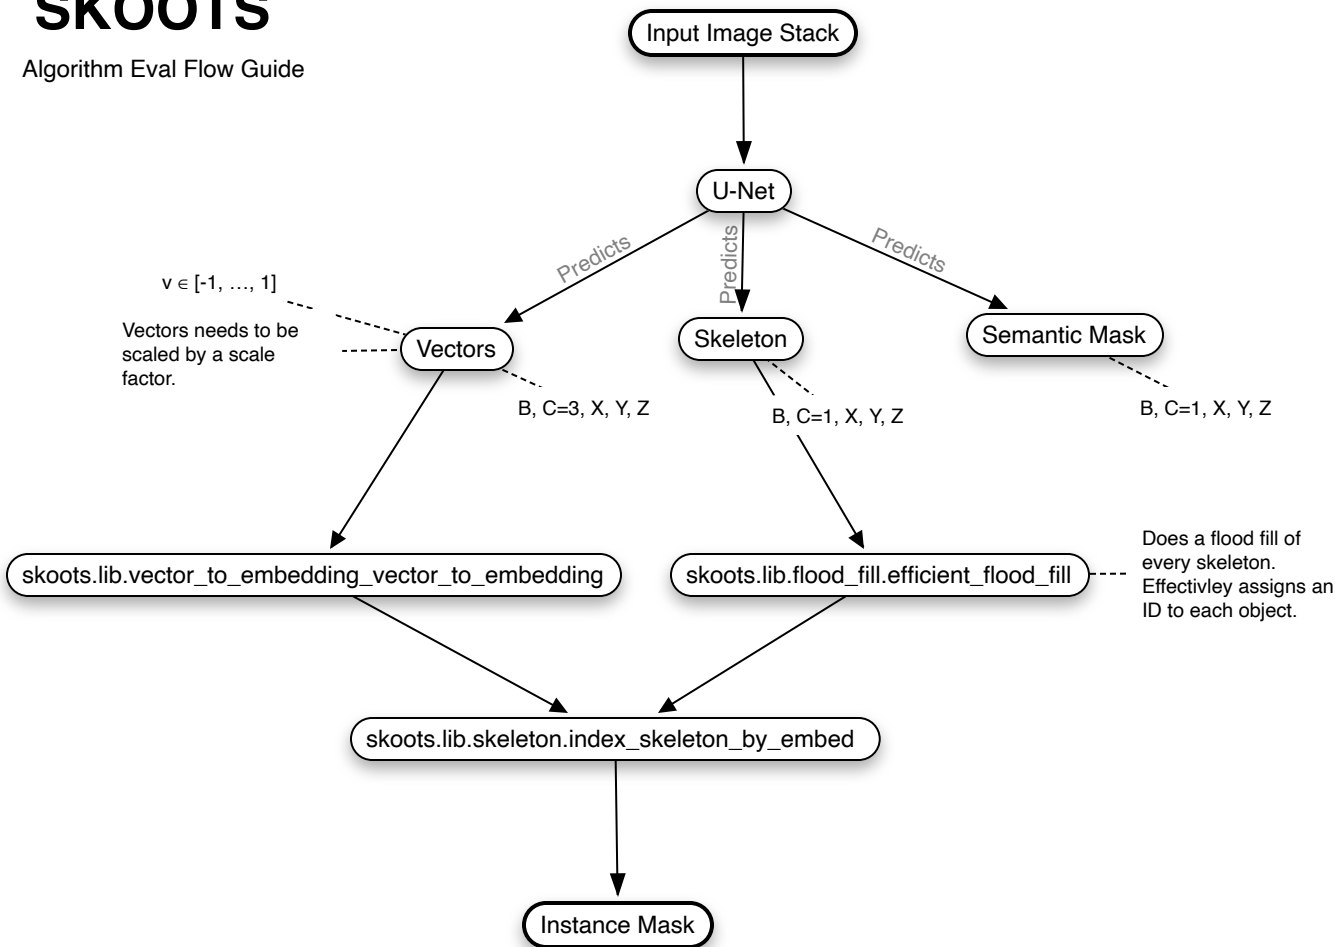 SKOOTS
Algorithm Eval Flow Guide
Input Image Stack
U-Net
Predicts
Predicts
Predicts
v ∈ [-1, …, 1]
Vectors needs to be
scaled by a scale
factor.
Vectors
Skeleton
Semantic Mask
B, C=3, X, Y, Z
B, C=1, X, Y, Z
B, C=1, X, Y, Z
skoots.lib.vector_to_embedding_vector_to_embedding
skoots.lib.flood_fill.efficient_flood_fill
Does a flood fill of
every skeleton.
Effectivley assigns an
ID to each object.
skoots.lib.skeleton.index_skeleton_by_embed
Instance Mask